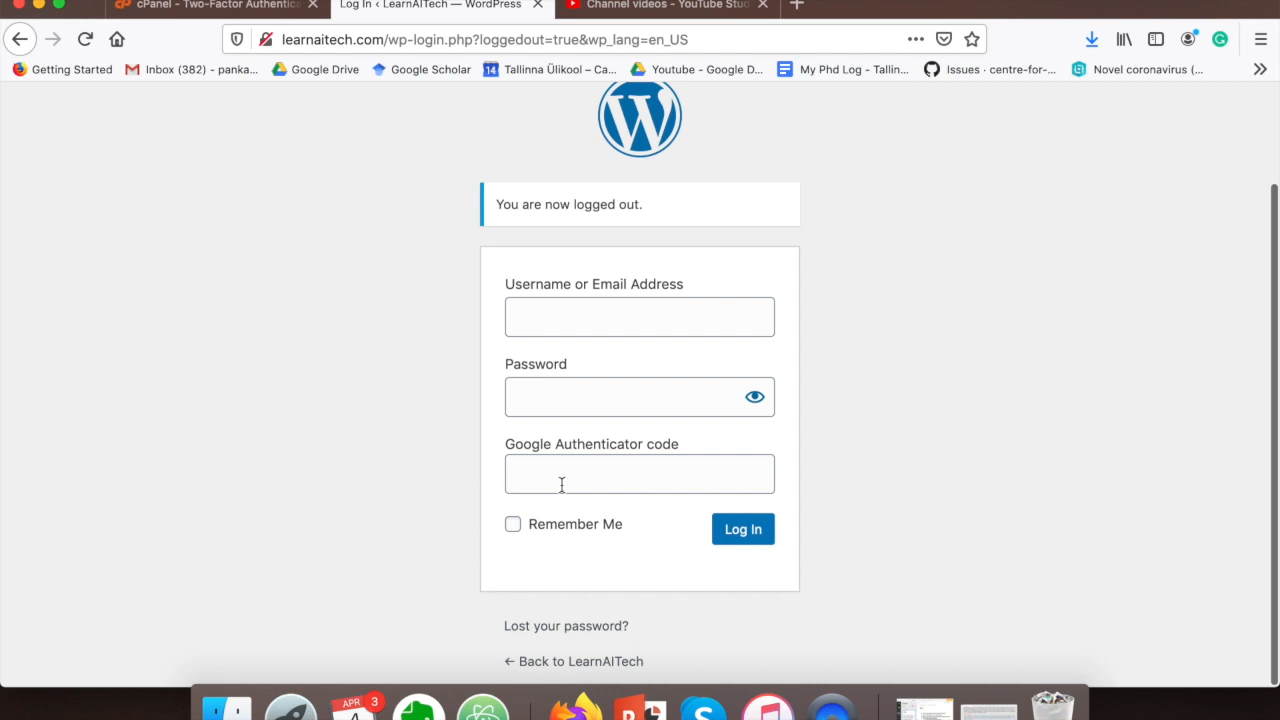 cPanel - Two-Factor Authentica
Log In ‹ LearnAITech — WordPress
Channel videos - YouTube Stud
learnaitech.com/wp-login.php?loggedout=true&wp_lang=en_US
Getting Started
Inbox (382) - panka...
Google Drive
Google Scholar
14 Tallinna Ülikool – Ca...
Youtube - Google D...
My Phd Log - Tallin...
Issues · centre-for-...
Novel coronavirus (...
You are now logged out.
Username or Email Address
Password
Google Authenticator code
Remember Me
Log In
Lost your password?
← Back to LearnAITech
APR
3